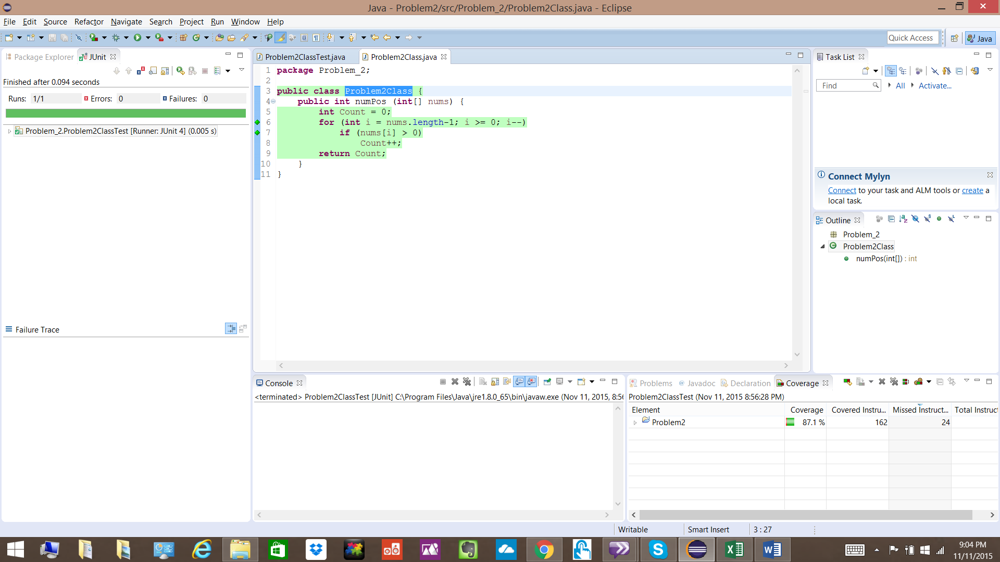 Java - Problem2/src/Problem_2/Problem2Class.java - Eclipse
File Edit Source Refactor Navigate Search Project Run Window Help
Quick Access
Java
Package Explorer
JUnit
Finished after 0.094 seconds
Runs: 1/1
Errors: 0
Failures: 0
Problem_2.Problem2ClassTest [Runner: JUnit 4] (0.005 s)
Failure Trace
Problem2ClassTest.java
Problem2Class.java
1 package Problem_2;
2
3 public class Problem2Class {
4 public int numPos (int[] nums) {
5 int Count = 0;
6 for (int i = nums.length-1; i >= 0; i--)
7 if (nums[i] > 0)
8 Count++;
9 return Count;
10 }
11 }
Task List
Find
All
Activate...
Connect Mylyn
Connect to your task and ALM tools or create a
local task.
Outline
Problem_2
Problem2Class
numPos(int[]) : int
Console
<terminated> Problem2ClassTest [JUnit] C:\Program Files\Java\jre1.8.0_65\bin\javaw.exe (Nov 11, 2015, 8:56
Problems
@ Javadoc
Declaration
Coverage
Problem2ClassTest (Nov 11, 2015 8:56:28 PM)
Element Coverage Covered Instru... Missed Instruct... Total Instruct
Problem2 87.1 % 162 24
Writable
Smart Insert
3 : 27
9:04 PM
11/11/2015